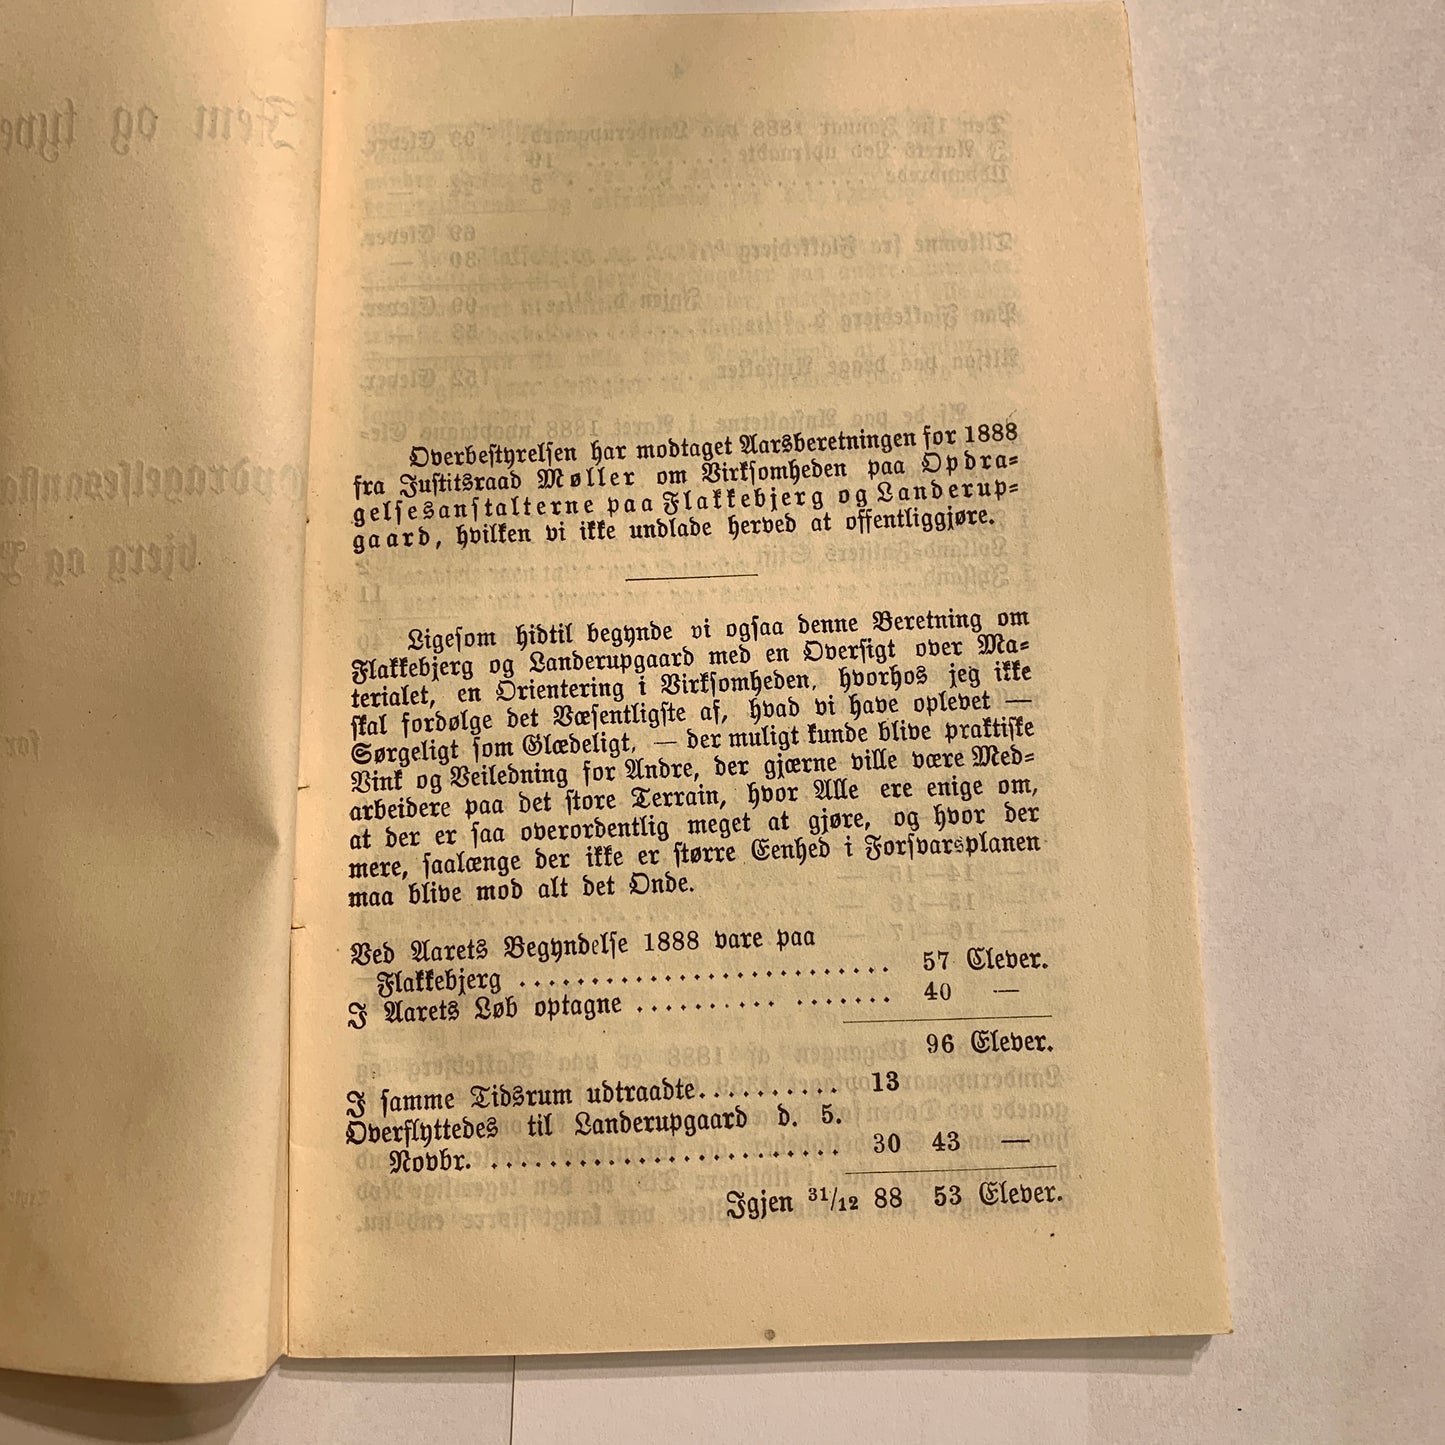 Overbestyrelsen har modtaget Aarsberetningen for 1888
fra Justitsraad Møller om Virksomheden paa Opdra=
gelsesanstalterne paa Flakkebjerg og Landerup=
gaard, hvilken vi ikke undlade herved at offentliggjøre.
Ligesom hidtil begynde vi ogsaa denne Beretning om
Flakkebjerg og Landerupgaard med en Oversigt over Ma=
terialet, en Orientering i Virksomheden, hvorhos jeg ikke
skal fordølge det Væsentligste af, hvad vi have oplevet —
Sørgeligt som Glædeligt, — der muligt kunde blive praktiske
Vink og Veiledning for Andre, der gjærne ville være Med=
arbeidere paa det store Terrain, hvor Alle ere enige om,
at der er saa overordentlig meget at gjøre, og hvor der
mere, saalænge der ikke er større Eenhed i Forsvarsplanen
maa blive mod alt det Onde.
Ved Aarets Begyndelse 1888 vare paa
Flakkebjerg .......................... 57 Elever.
I Aarets Løb optagne .......... ....... 40 —
96 Elever.
I samme Tidsrum udtraadte.......... 13
Overflyttedes til Landerupgaard d. 5.
Novbr. ........................ 30 43 —
Igjen 31/12 88 53 Elever.